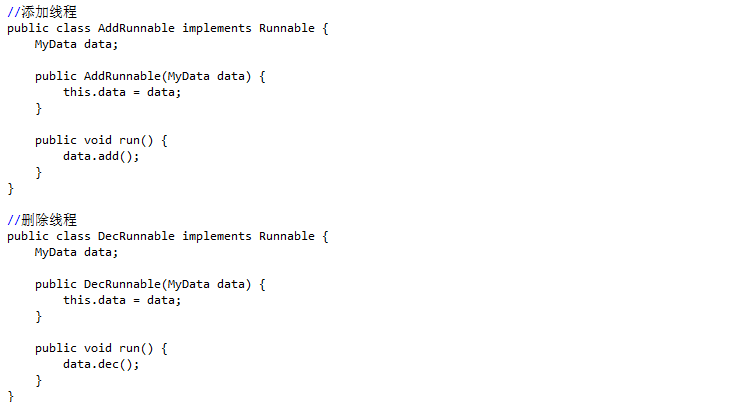 //添加线程
public class AddRunnable implements Runnable {
    MyData data;

    public AddRunnable(MyData data) {
        this.data = data;
    }

    public void run() {
        data.add();
    }
}

//删除线程
public class DecRunnable implements Runnable {
    MyData data;

    public DecRunnable(MyData data) {
        this.data = data;
    }

    public void run() {
        data.dec();
    }
}